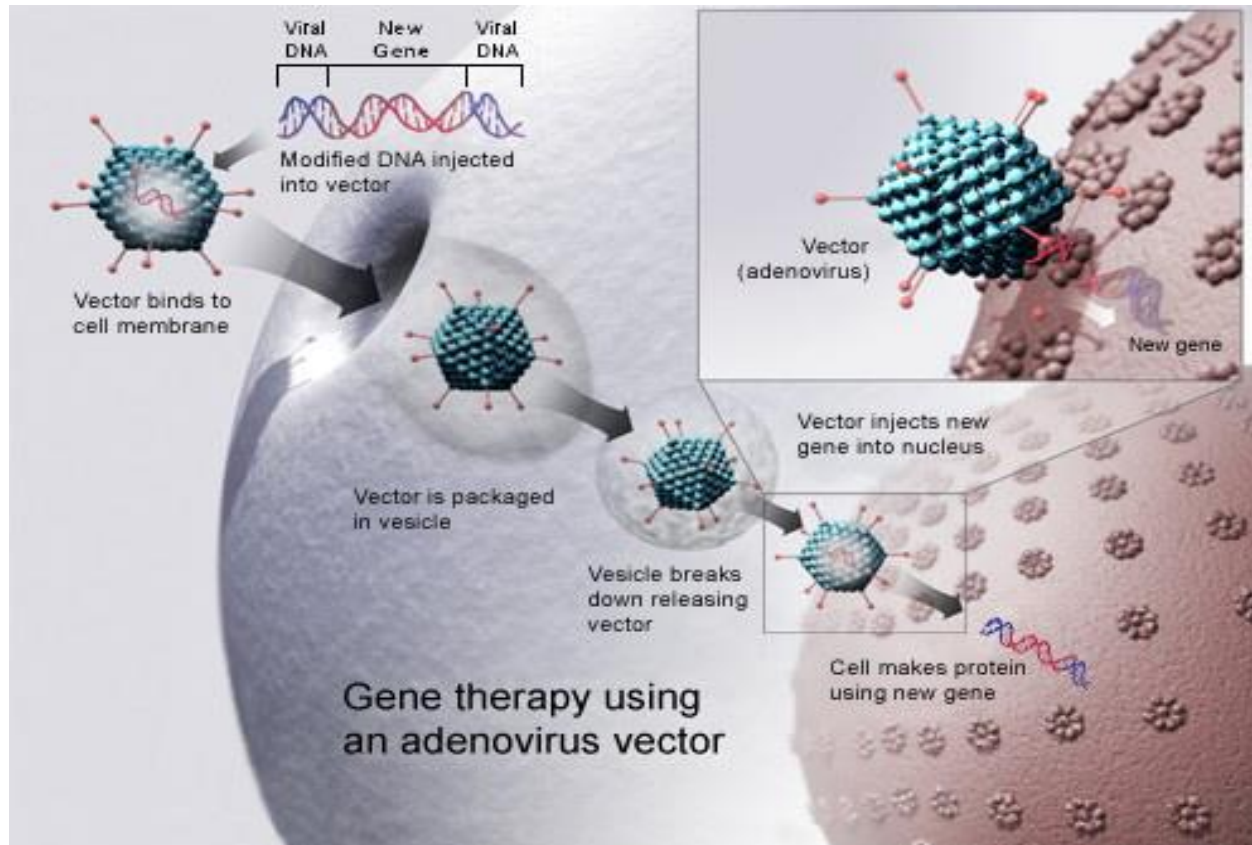 Viral New Viral
DNA Gene DNA
Modified DNA injected
into vector
Vector binds to
cell membrane
Vector is packaged
in vesicle
Vesicle breaks
down releasing
vector
Vector
(adenovirus)
New gene
Vector injects new
gene into nucleus
Cell makes protein
using new gene
Gene therapy using
an adenovirus vector